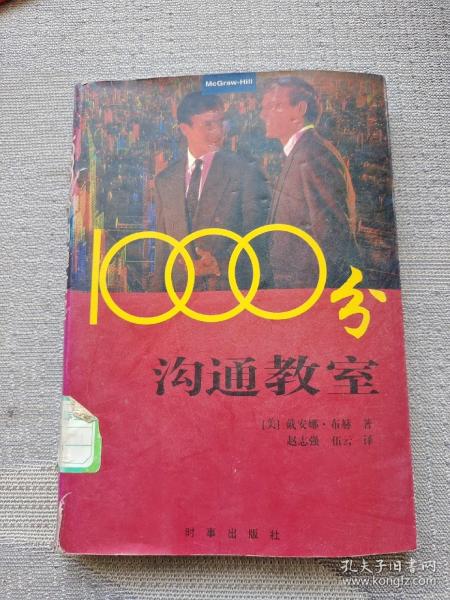 McGraw-Hill
1000分
沟通教室
[美] 戴安娜·布赫 著
赵志强 伍云 译
时事出版社
孔夫子旧书网
www.kongfz.com